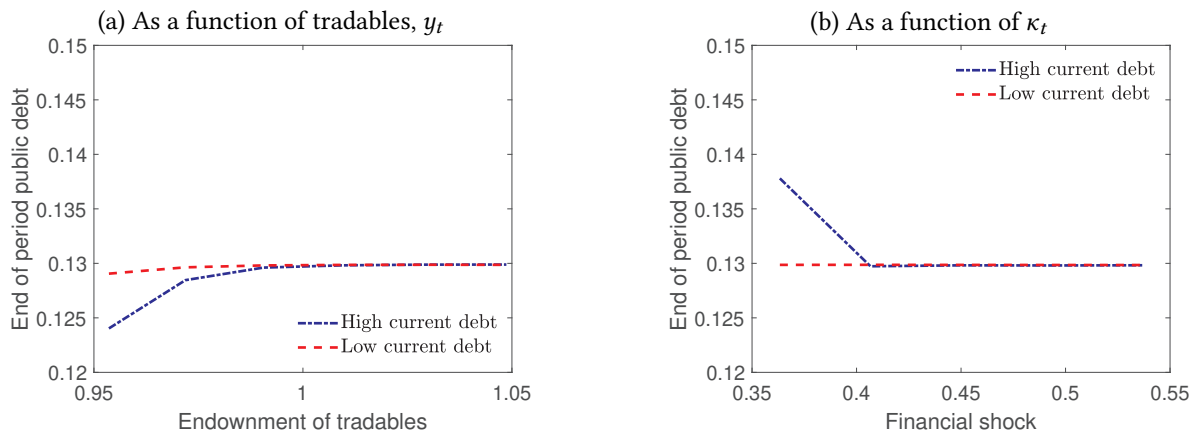 (a) As a function of tradables, y_t
0.15
0.145
0.14
0.135
0.13
0.125
0.12
0.95
1
1.05
End of period public debt
Endownment of tradables
High current debt
Low current debt
(b) As a function of κ_t
0.15
0.145
0.14
0.135
0.13
0.125
0.12
0.35
0.4
0.45
0.5
0.55
End of period public debt
Financial shock
High current debt
Low current debt